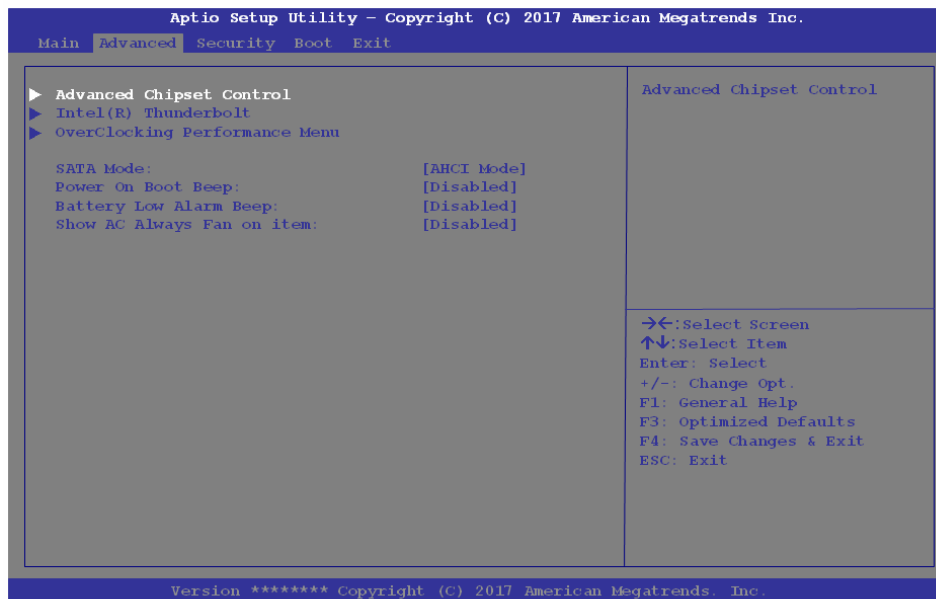 Aptio Setup Utility – Copyright (C) 2017 American Megatrends Inc.
Main Advanced Security Boot Exit
▶ Advanced Chipset Control
▶ Intel(R) Thunderbolt
▶ OverClocking Performance Menu
SATA Mode: [AHCI Mode]
Power On Boot Beep: [Disabled]
Battery Low Alarm Beep: [Disabled]
Show AC Always Fan on item: [Disabled]
Advanced Chipset Control
→←:Select Screen
↑↓:Select Item
Enter: Select
+/-: Change Opt.
F1: General Help
F3: Optimized Defaults
F4: Save Changes & Exit
ESC: Exit
Version ******** Copyright (C) 2017 American Megatrends. Inc.